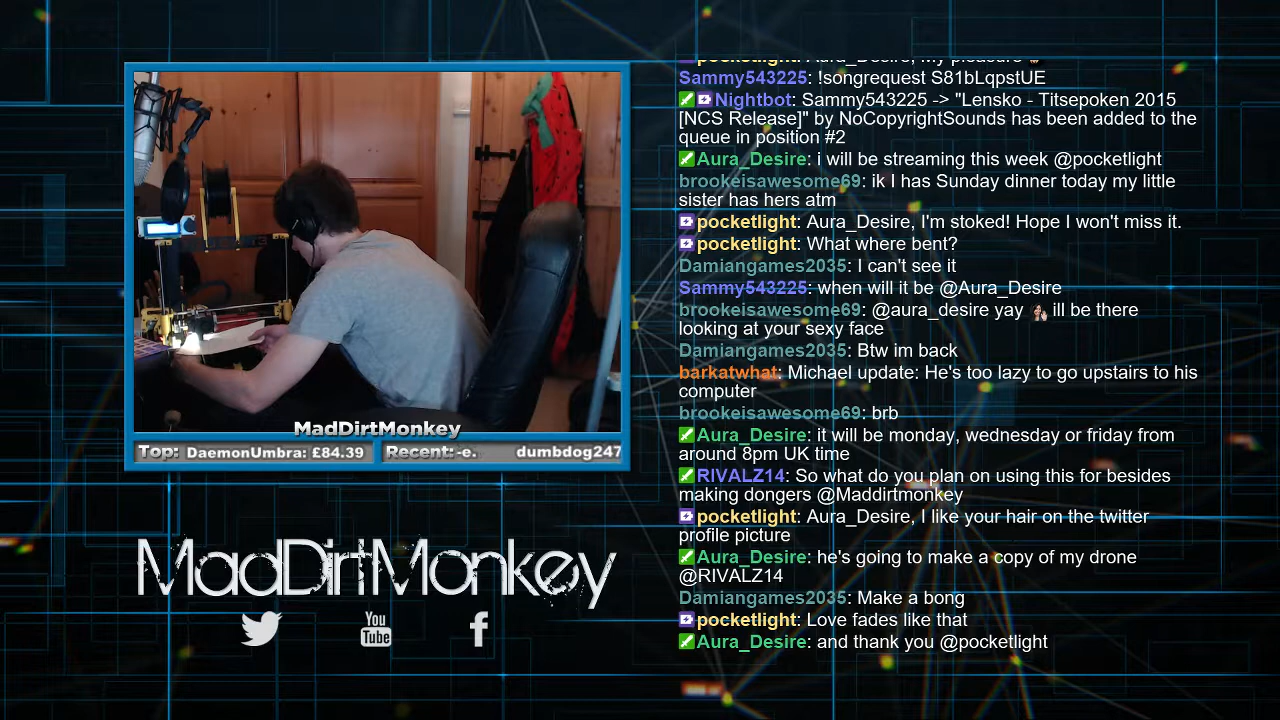 MadDirtMonkey
Top: DaemonUmbra: £84.39
Recent: -e. dumbdog247
MadDirtMonkey
You
Tube
pocketlight: Aura_Desire, My pleasure
Sammy543225: !songrequest S81bLqpstUE
Nightbot: Sammy543225 -> "Lensko - Titsepoken 2015
[NCS Release]" by NoCopyrightSounds has been added to the
queue in position #2
Aura_Desire: i will be streaming this week @pocketlight
brookeisawesome69: ik I has Sunday dinner today my little
sister has hers atm
pocketlight: Aura_Desire, I'm stoked! Hope I won't miss it.
pocketlight: What where bent?
Damiangames2035: I can't see it
Sammy543225: when will it be @Aura_Desire
brookeisawesome69: @aura_desire yay ill be there
looking at your sexy face
Damiangames2035: Btw im back
barkatwhat: Michael update: He's too lazy to go upstairs to his
computer
brookeisawesome69: brb
Aura_Desire: it will be monday, wednesday or friday from
around 8pm UK time
RIVALZ14: So what do you plan on using this for besides
making dongers @Maddirtmonkey
pocketlight: Aura_Desire, I like your hair on the twitter
profile picture
Aura_Desire: he's going to make a copy of my drone
@RIVALZ14
Damiangames2035: Make a bong
pocketlight: Love fades like that
Aura_Desire: and thank you @pocketlight